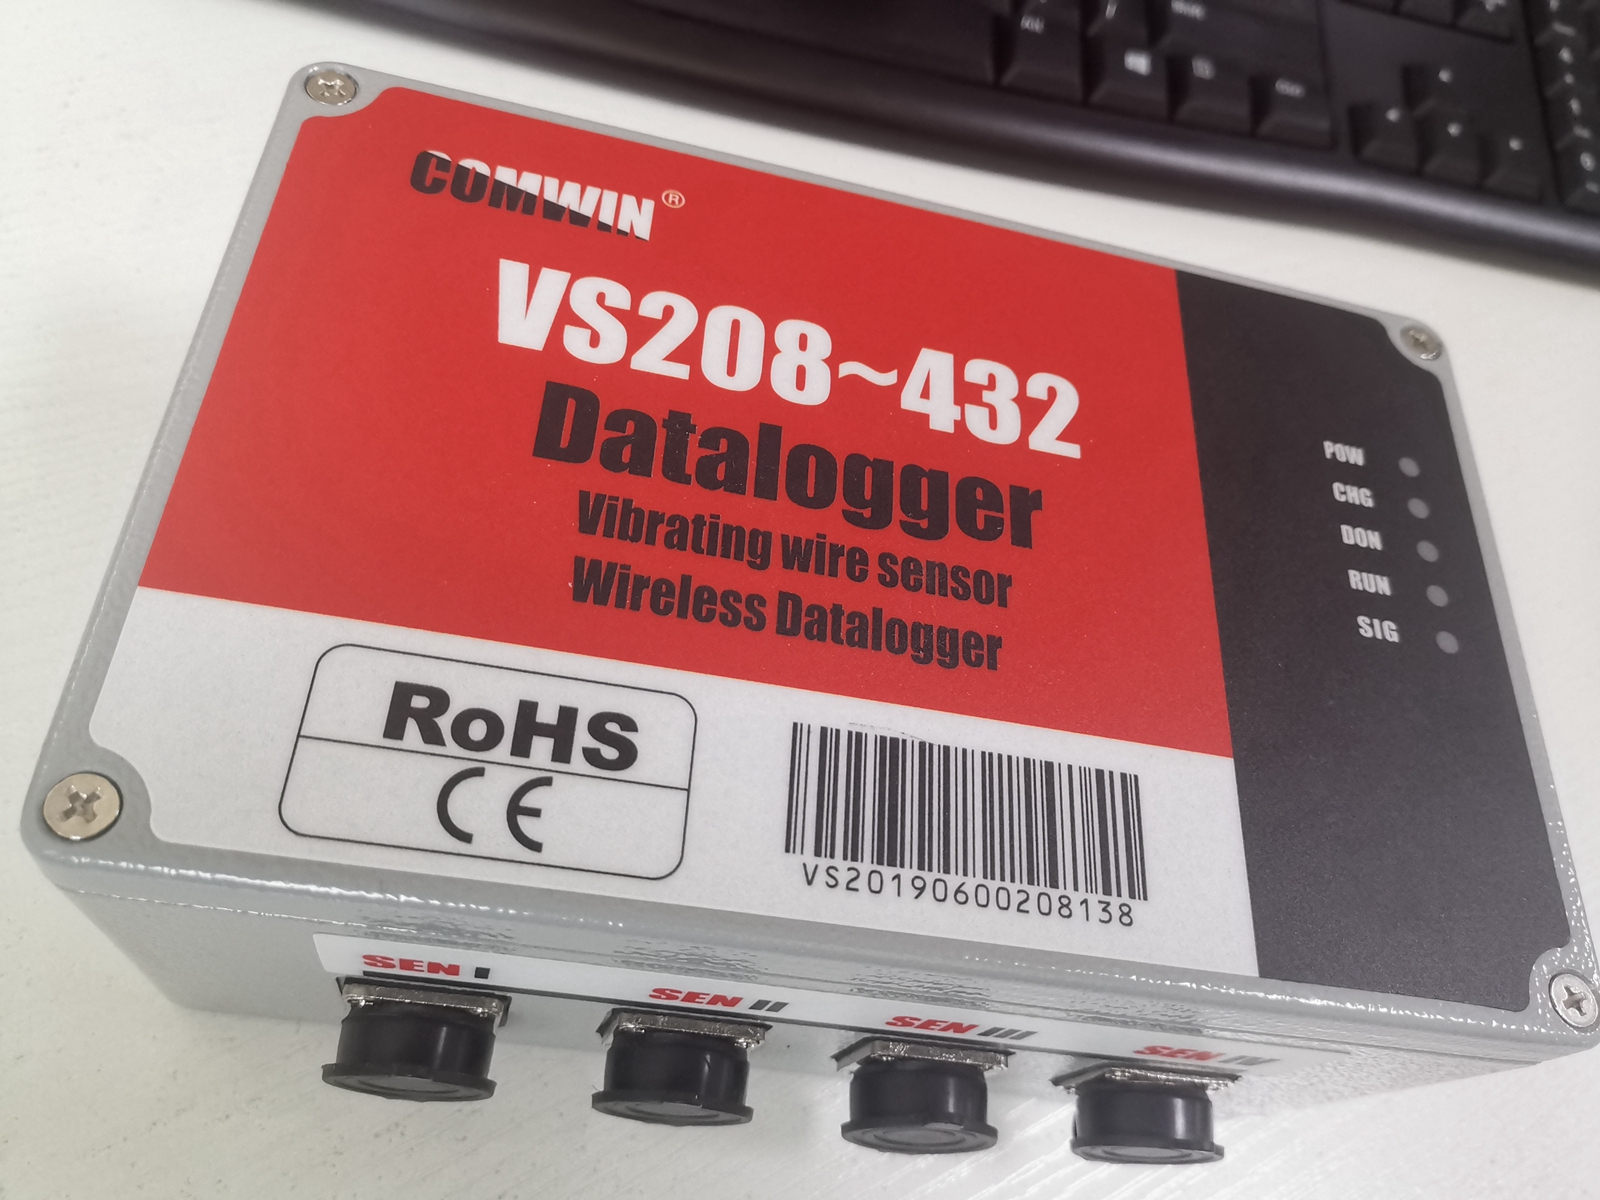 COMWIN®
VS208~432
Datalogger
Vibrating wire sensor
Wireless Datalogger
POW
CHG
DON
RUN
SIG
RoHS
CE
VS20190600208138
SEN I
SEN II
SEN III
SEN IV